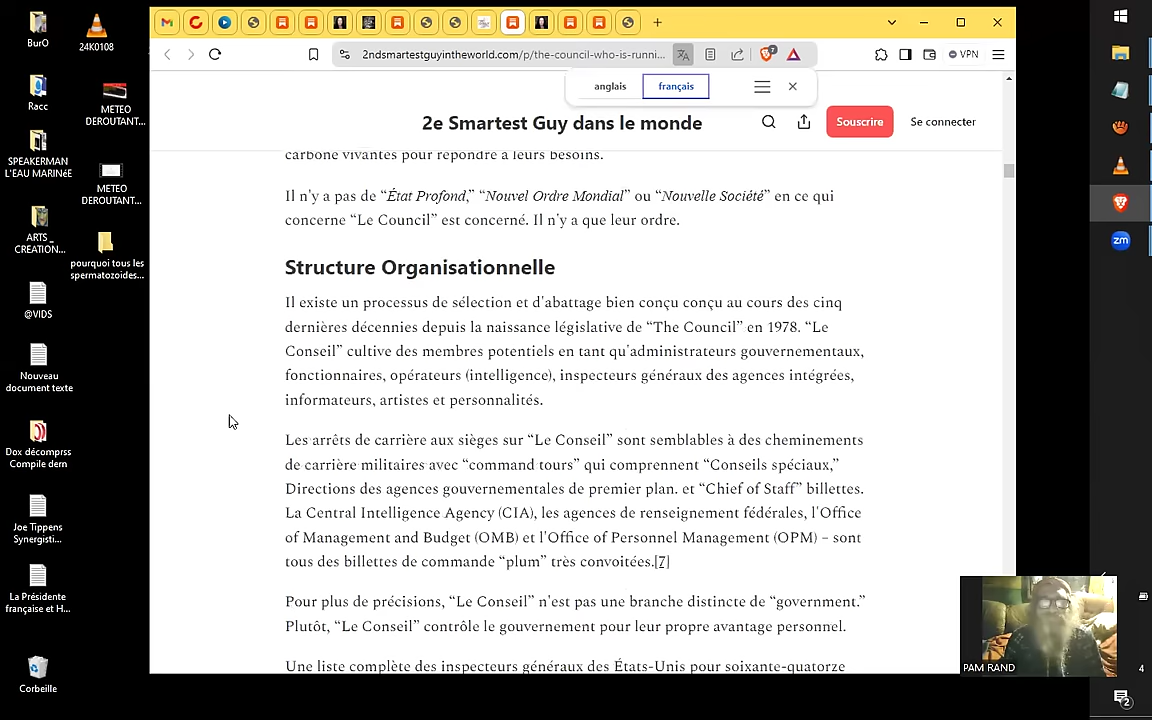 BurO
24K0108
Racc
METEO
DEROUTANT...
SPEAKERMAN
L'EAU MARINéE
METEO
DEROUTANT...
ARTS_
CREATION...
pourquoi tous les
spermatozoides...
@VIDS
Nouveau
document texte
Dox décomprss
Compile dern
Joe Tippens
Synergisti...
La Présidente
française et H...
Corbeille
2ndsmartestguyintheworld.com/p/the-council-who-is-runni...
7
VPN
anglais
français
2e Smartest Guy dans le monde
Souscrire
Se connecter
carbone vivantes pour répondre à leurs besoins.
Il n'y a pas de “État Profond,” “Nouvel Ordre Mondial” ou “Nouvelle Société” en ce qui
concerne “Le Council” est concerné. Il n'y a que leur ordre.
Structure Organisationnelle
Il existe un processus de sélection et d'abattage bien conçu conçu au cours des cinq
dernières décennies depuis la naissance législative de “The Council” en 1978. “Le
Conseil” cultive des membres potentiels en tant qu'administrateurs gouvernementaux,
fonctionnaires, opérateurs (intelligence), inspecteurs généraux des agences intégrées,
informateurs, artistes et personnalités.
Les arrêts de carrière aux sièges sur “Le Conseil” sont semblables à des cheminements
de carrière militaires avec “command tours” qui comprennent “Conseils spéciaux,”
Directions des agences gouvernementales de premier plan. et “Chief of Staff” billettes.
La Central Intelligence Agency (CIA), les agences de renseignement fédérales, l'Office
of Management and Budget (OMB) et l'Office of Personnel Management (OPM) – sont
tous des billettes de commande “plum” très convoitées.[7]
Pour plus de précisions, “Le Conseil” n'est pas une branche distincte de “government.”
Plutôt, “Le Conseil” contrôle le gouvernement pour leur propre avantage personnel.
Une liste complète des inspecteurs généraux des États-Unis pour soixante-quatorze
zm
PAM RAND
4
2